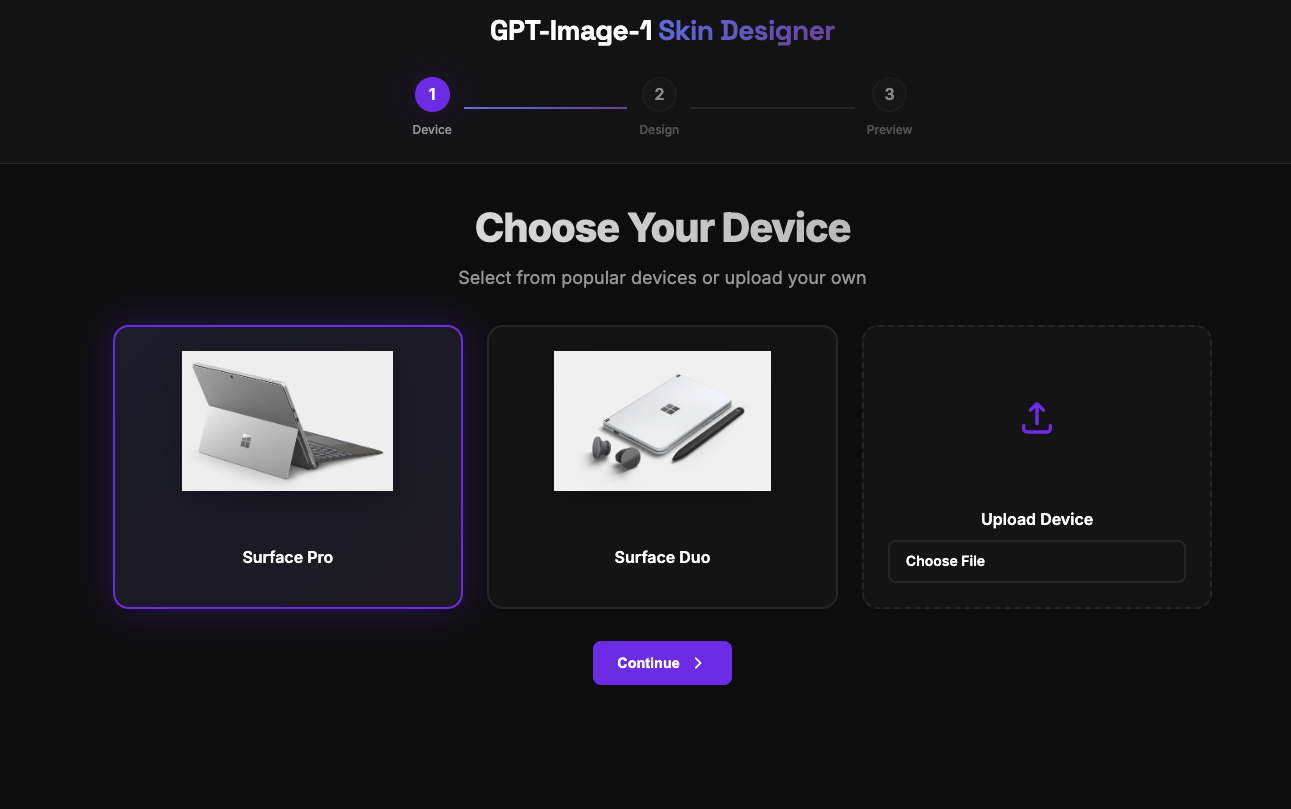 GPT-Image-1 Skin Designer
1
2
3
Device
Design
Preview
Choose Your Device
Select from popular devices or upload your own
Surface Pro
Surface Duo
Upload Device
Choose File
Continue